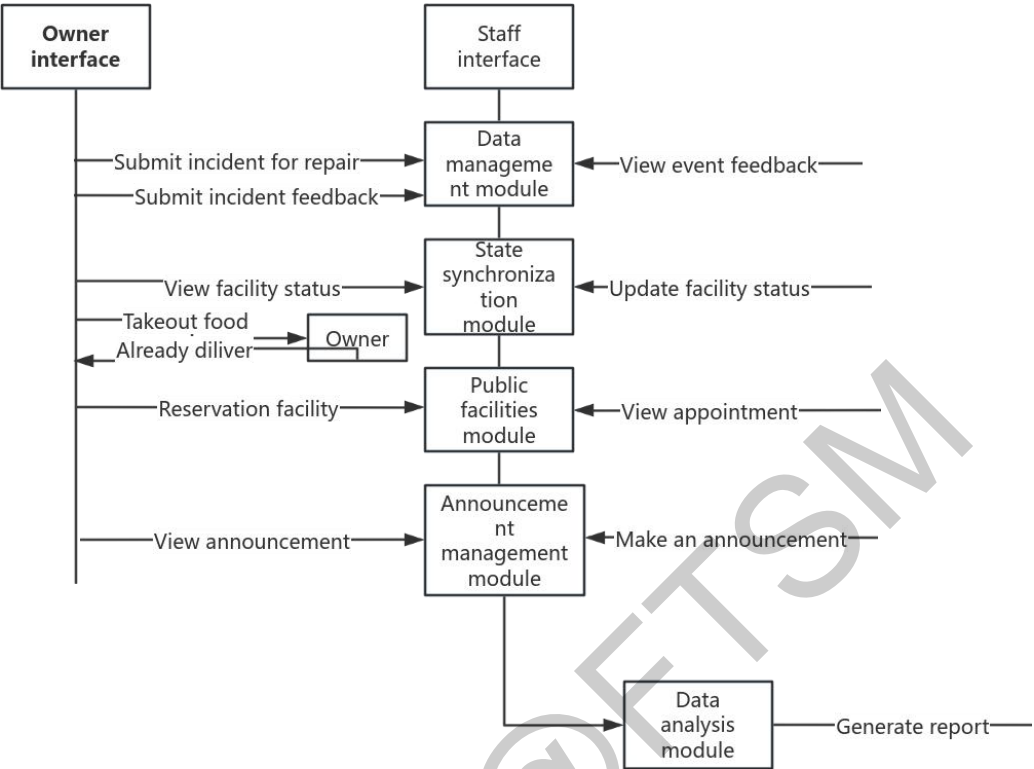 Owner
interface
Staff
interface
Data
manageme
nt module
Submit incident for repair
View event feedback
Submit incident feedback
State
synchroniza
tion
module
View facility status
Update facility status
Takeout food
Owner
Already diliver
Public
facilities
module
Reservation facility
View appointment
Announceme
nt
management
module
View announcement
Make an announcement
Data
analysis
module
Generate report
@FTSM